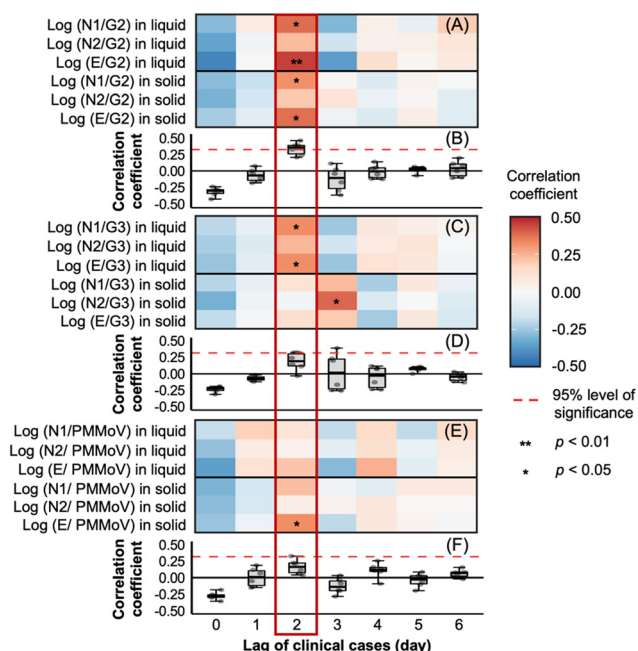 Log (N1/G2) in liquid
Log (N2/G2) in liquid
Log (E/G2) in liquid
Log (N1/G2) in solid
Log (N2/G2) in solid
Log (E/G2) in solid
(A)
*
**
*
*
Correlation
coefficient
0.50
0.25
0.00
-0.25
-0.50
(B)
Log (N1/G3) in liquid
Log (N2/G3) in liquid
Log (E/G3) in liquid
Log (N1/G3) in solid
Log (N2/G3) in solid
Log (E/G3) in solid
(C)
*
*
*
Correlation
coefficient
0.50
0.25
0.00
-0.25
-0.50
(D)
Log (N1/PMMoV) in liquid
Log (N2/ PMMoV) in liquid
Log (E/ PMMoV) in liquid
Log (N1/ PMMoV) in solid
Log (N2/ PMMoV) in solid
Log (E/ PMMoV) in solid
(E)
*
Correlation
coefficient
0.50
0.25
0.00
-0.25
-0.50
(F)
0 1 2 3 4 5 6
Lag of clinical cases (day)
Correlation
coefficient
0.50
0.25
0.00
-0.25
-0.50
95% level of
significance
** p < 0.01
* p < 0.05